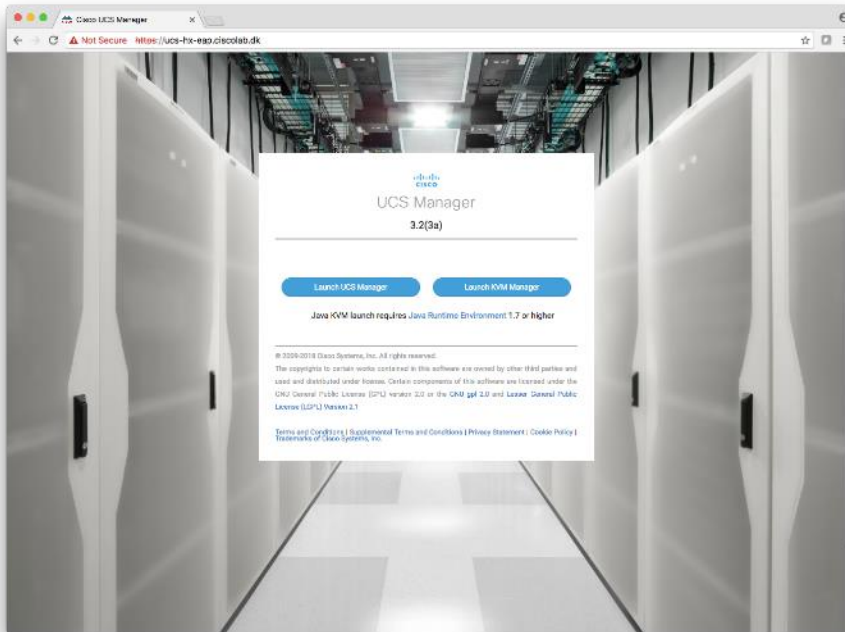 Cisco UCS Manager
Not Secure https://ucs-hx-eap.ciscolab.dk
CISCO
UCS Manager
3.2(3a)
Launch UCS Manager Launch KVM Manager
Java KVM launch requires Java Runtime Environment 1.7 or higher
© 2009-2018 Cisco Systems, Inc. All rights reserved.
The copyrights to certain works contained in this software are owned by other third parties and
used and distributed under license. Certain components of this software are licensed under the
GNU General Public License (GPL) version 2.0 or the GNU gpl 2.0 and Lesser General Public
License (LGPL) Version 2.1
Terms and Conditions | Supplemental Terms and Conditions | Privacy Statement | Cookie Policy |
Trademarks of Cisco Systems, Inc.